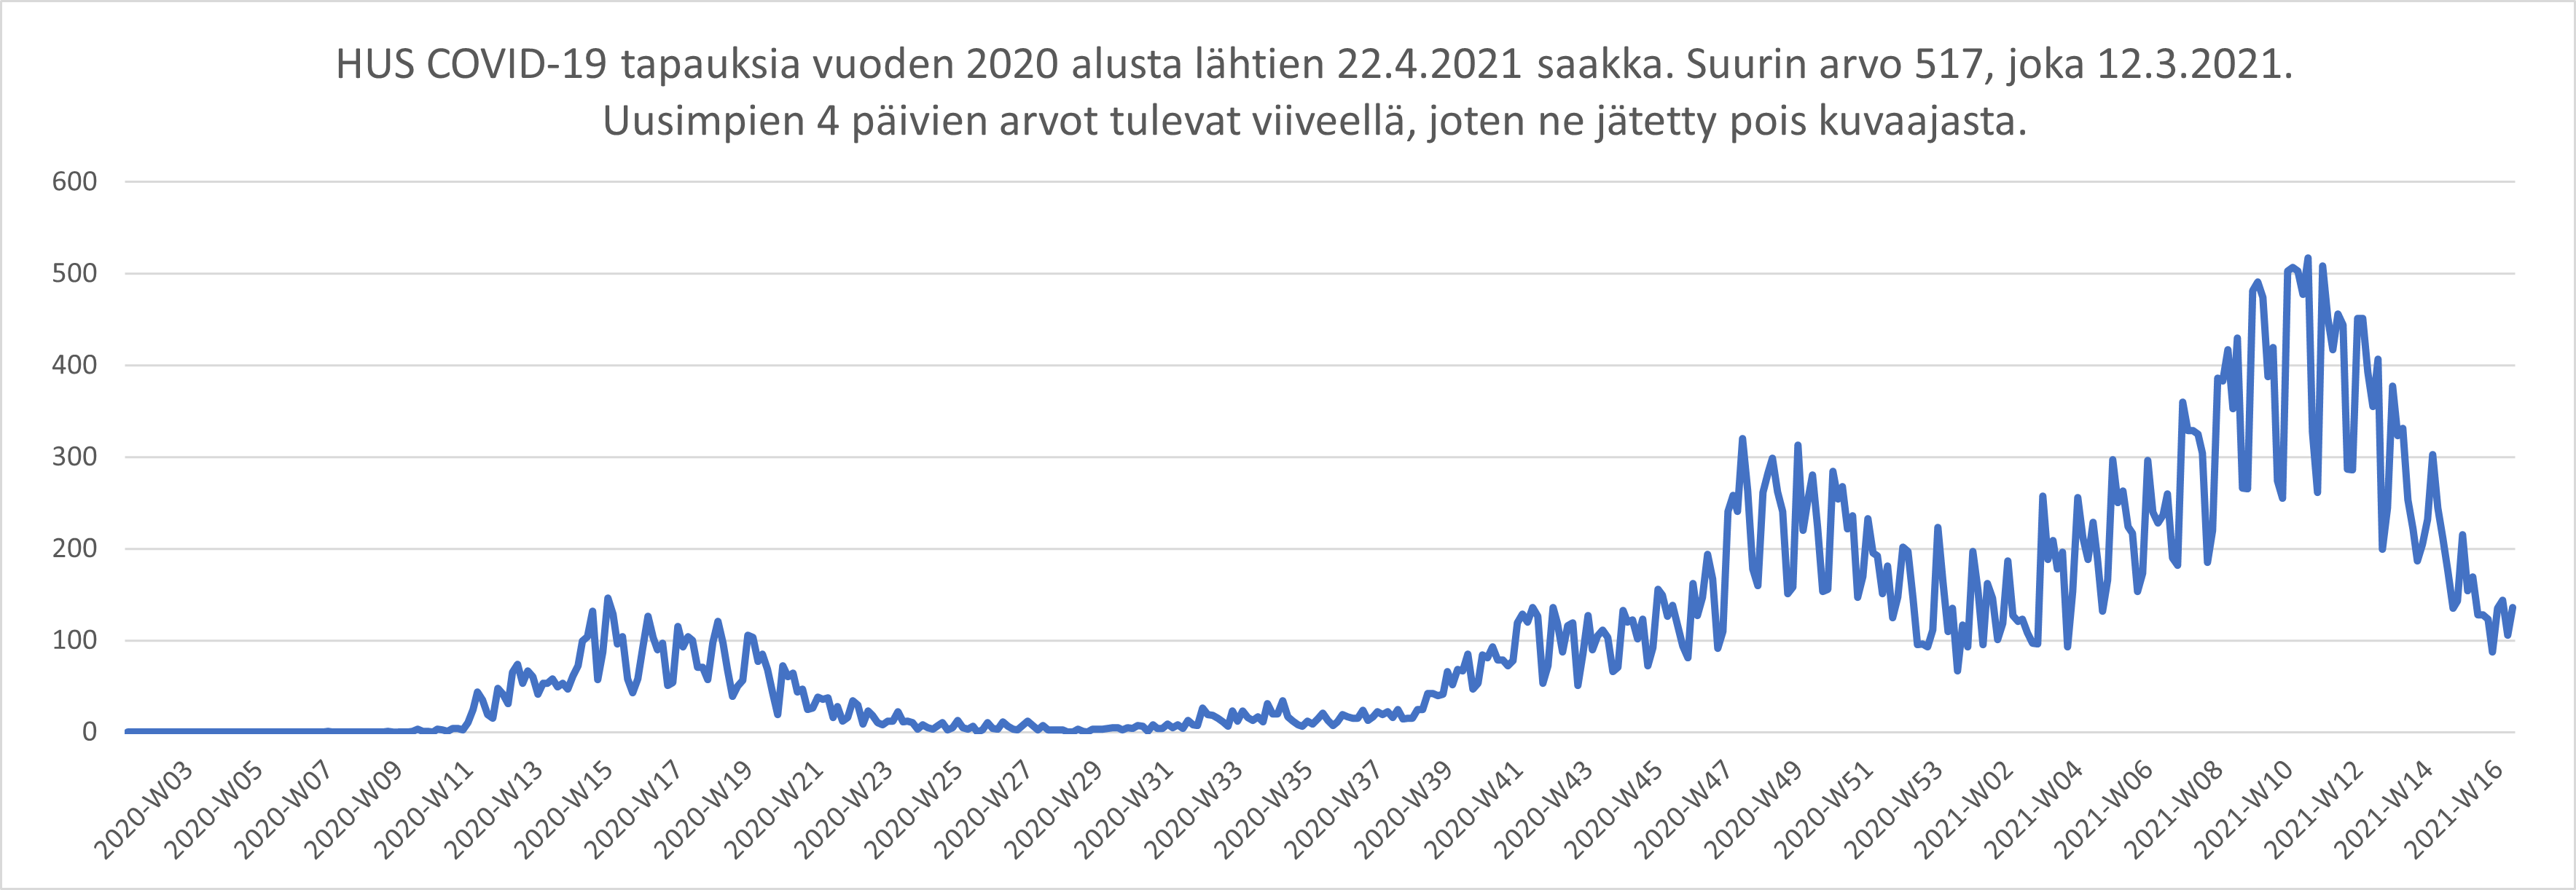 HUS COVID-19 tapauksia vuoden 2020 alusta lähtien 22.4.2021 saakka. Suurin arvo 517, joka 12.3.2021.
Uusimpien 4 päivien arvot tulevat viiveellä, joten ne jätetty pois kuvaajasta.
600
500
400
300
200
100
0
2020-W03
2020-W05
2020-W07
2020-W09
2020-W11
2020-W13
2020-W15
2020-W17
2020-W19
2020-W21
2020-W23
2020-W25
2020-W27
2020-W29
2020-W31
2020-W33
2020-W35
2020-W37
2020-W39
2020-W41
2020-W43
2020-W45
2020-W47
2020-W49
2020-W51
2020-W53
2021-W02
2021-W04
2021-W06
2021-W08
2021-W10
2021-W12
2021-W14
2021-W16